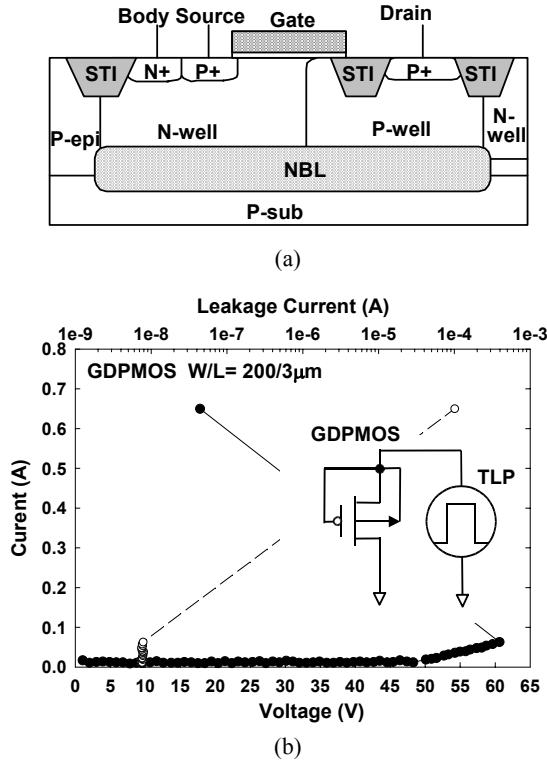 Body Source Gate Drain
STI N+ P+ STI P+ STI
P-epi N-well P-well N-well
NBL
P-sub
(a)
Leakage Current (A)
1e-9 1e-8 1e-7 1e-6 1e-5 1e-4 1e-3
0.8
GDPMOS W/L= 200/3μm
0.7
0.6
GDPMOS
0.5
TLP
0.4
0.3
0.2
0.1
0.0
Curent (A)
0 5 10 15 20 25 30 35 40 45 50 55 60 65
Voltage (V)
(b)